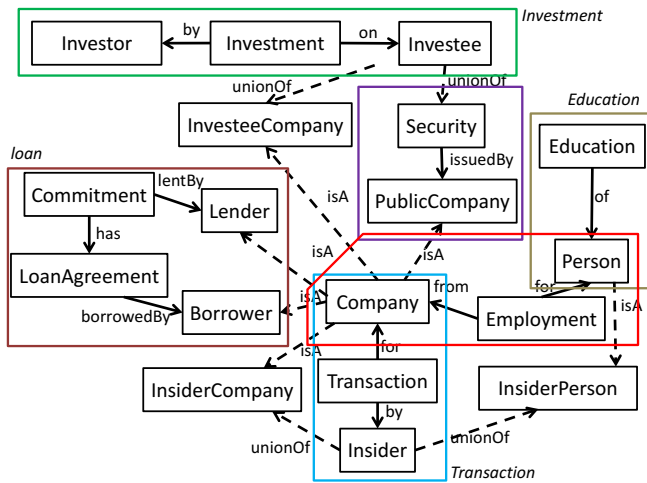 Investment
Investor
by
Investment
on
Investee
unionOf
unionOf
Education
InvesteeCompany
Security
Education
loan
issuedBy
Commitment
lentBy
Lender
isA
PublicCompany
of
has
isA
isA
Person
LoanAgreement
from
for
isA
Company
isA
borrowedBy
Borrower
Employment
isA
for
InsiderCompany
Transaction
InsiderPerson
by
unionOf
Insider
unionOf
Transaction